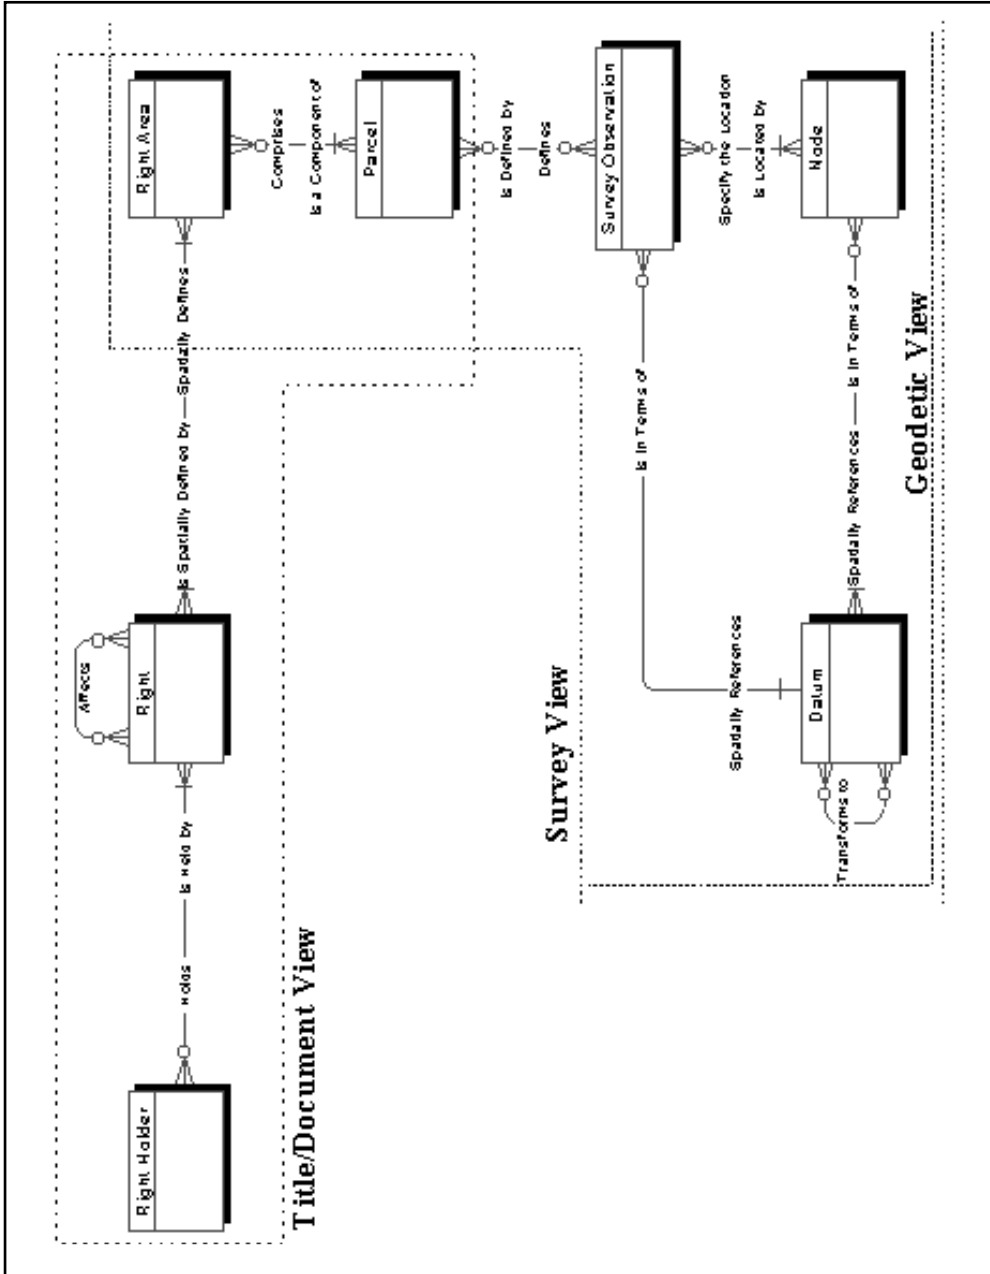 Right Holder
Holds
Is Held by
Right
Affects
Is Spatially Defined by
Spatially Defines
Right Area
Comprises
Is a Component of
Parcel
Title/Document View
Is Defined by
Defines
Survey View
Survey Observation
Is In Terms of
Spatially References
Specify the Location
Is Located by
Datum
Transforms to
Spatially References
Is In Terms of
Node
Geodetic View